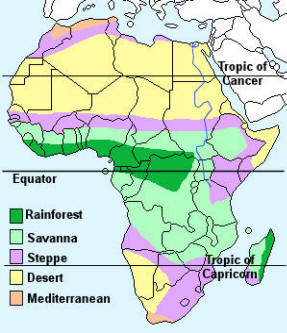 Tropic of
Cancer
Equator
Rainforest
Savanna
Steppe
Desert
Mediterranean
Tropic of
Capricorn